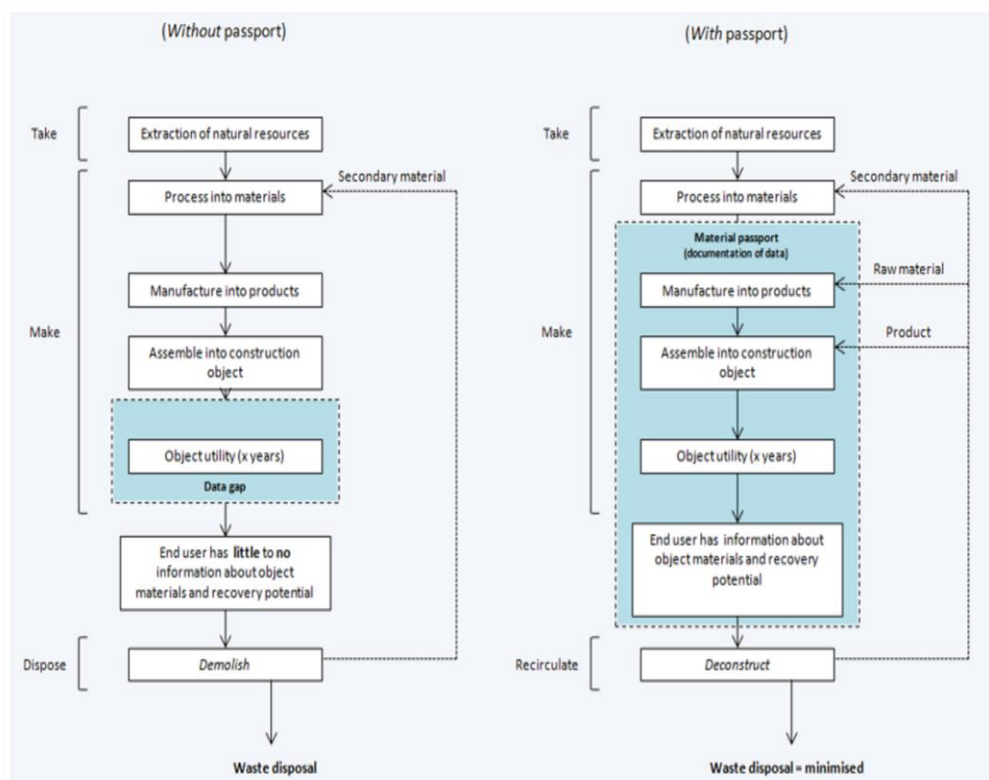 (Without passport)
Take
Extraction of natural resources
Secondary material
Process into materials
Manufacture into products
Make
Assemble into construction
object
Object utility (x years)
Data gap
End user has little to no
information about object
materials and recovery potential
Dispose
Demolish
Waste disposal
(With passport)
Take
Extraction of natural resources
Secondary material
Process into materials
Material passport
(documentation of data)
Raw material
Manufacture into products
Make
Product
Assemble into construction
object
Object utility (x years)
End user has information about
object materials and recovery
potential
Recirculate
Deconstruct
Waste disposal = minimised